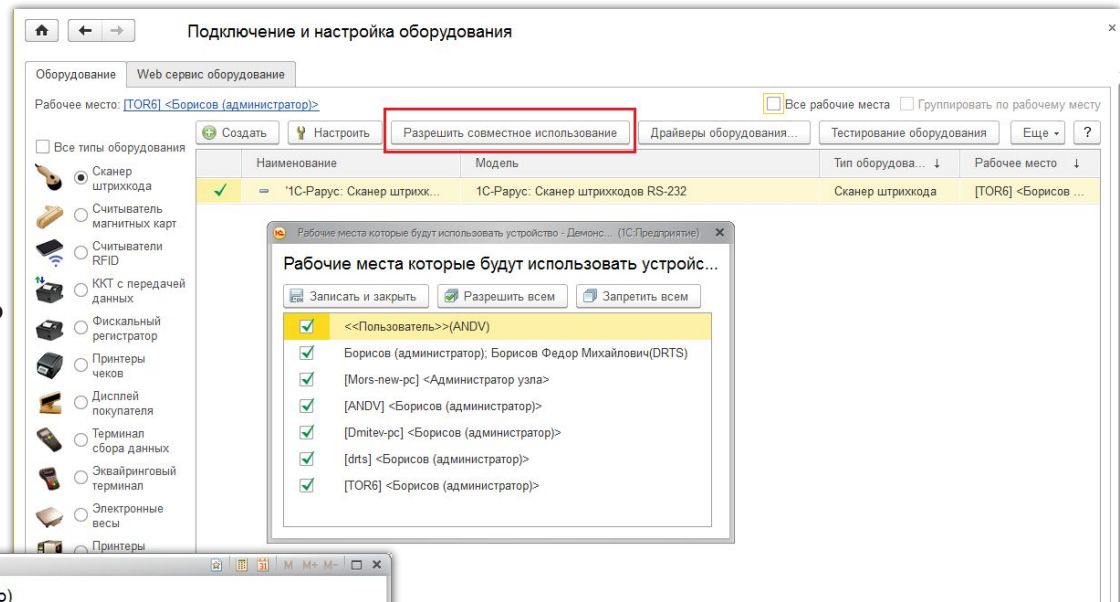 Подключение и настройка оборудования
Оборудование Web сервис оборудование
Рабочее место: [TOR6] <Борисов (администратор)>
Все рабочие места Группировать по рабочему месту
Создать Настроить Разрешить совместное использование Драйверы оборудования... Тестирование оборудования Еще ?
Все типы оборудования
Наименование Модель Тип оборудова... ↓ Рабочее место ↓
'1С-Рарус: Сканер штрихк... 1С-Рарус: Сканер штрихкодов RS-232 Сканер штрихкода [TOR6] <Борисов ...
Сканер
штрихкода
Считыватель
магнитных карт
Считыватели
RFID
ККТ с передачей
данных
Фискальный
регистратор
Принтеры
чеков
Дисплей
покупателя
Терминал
сбора данных
Эквайринговый
терминал
Электронные
весы
Принтеры
Рабочие места которые будут использовать устройство - Демонс... (1С:Предприятие)
Рабочие места которые будут использовать устройс...
Записать и закрыть Разрешить всем Запретить всем
<<Пользователь>>(ANDV)
Борисов (администратор); Борисов Федор Михайлович(DRTS)
[Mors-new-pc] <Администратор узла>
[ANDV] <Борисов (администратор)>
[Dmitev-pc] <Борисов (администратор)>
[drts] <Борисов (администратор)>
[TOR6] <Борисов (администратор)>
M M+ M-